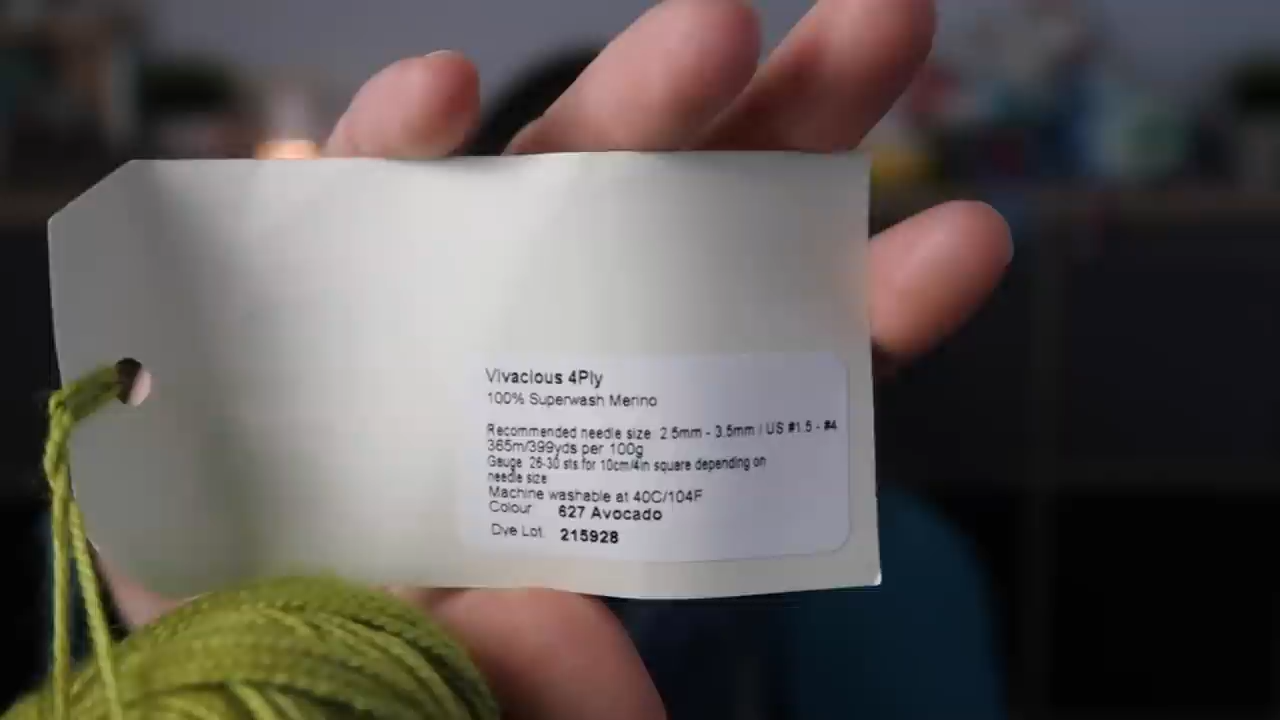 Vivacious 4Ply
100% Superwash Merino
Recommended needle size 2.5mm - 3.5mm / US #1.5 - #4
365m/399yds per 100g
Gauge 26-30 sts for 10cm/4in square depending on
needle size
Machine washable at 40C/104F
Colour 627 Avocado
Dye Lot 215928